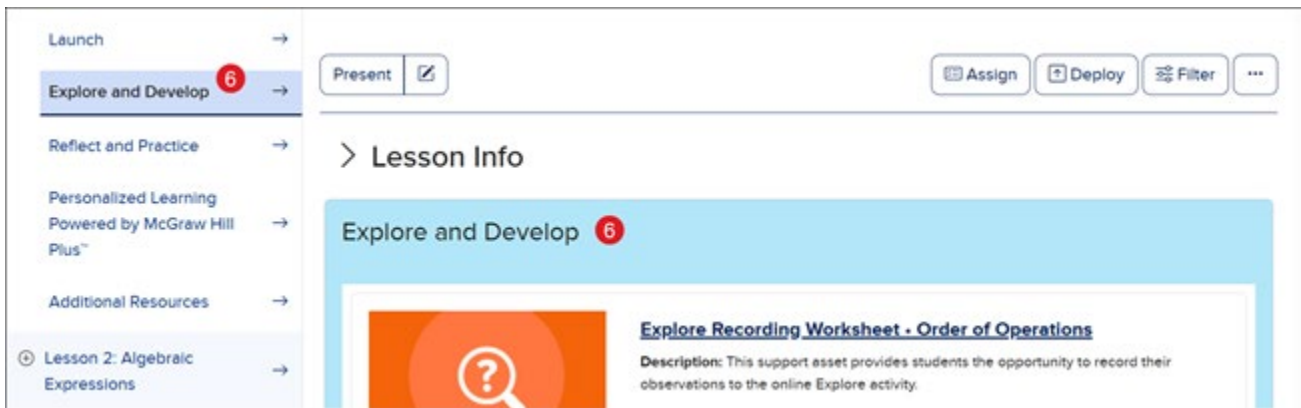 Launch
Explore and Develop 6
Reflect and Practice
Personalized Learning
Powered by McGraw Hill
Plus™
Additional Resources
Lesson 2: Algebraic
Expressions
Present
Assign
Deploy
Filter
Lesson Info
Explore and Develop 6
Explore Recording Worksheet • Order of Operations
Description: This support asset provides students the opportunity to record their
observations to the online Explore activity.